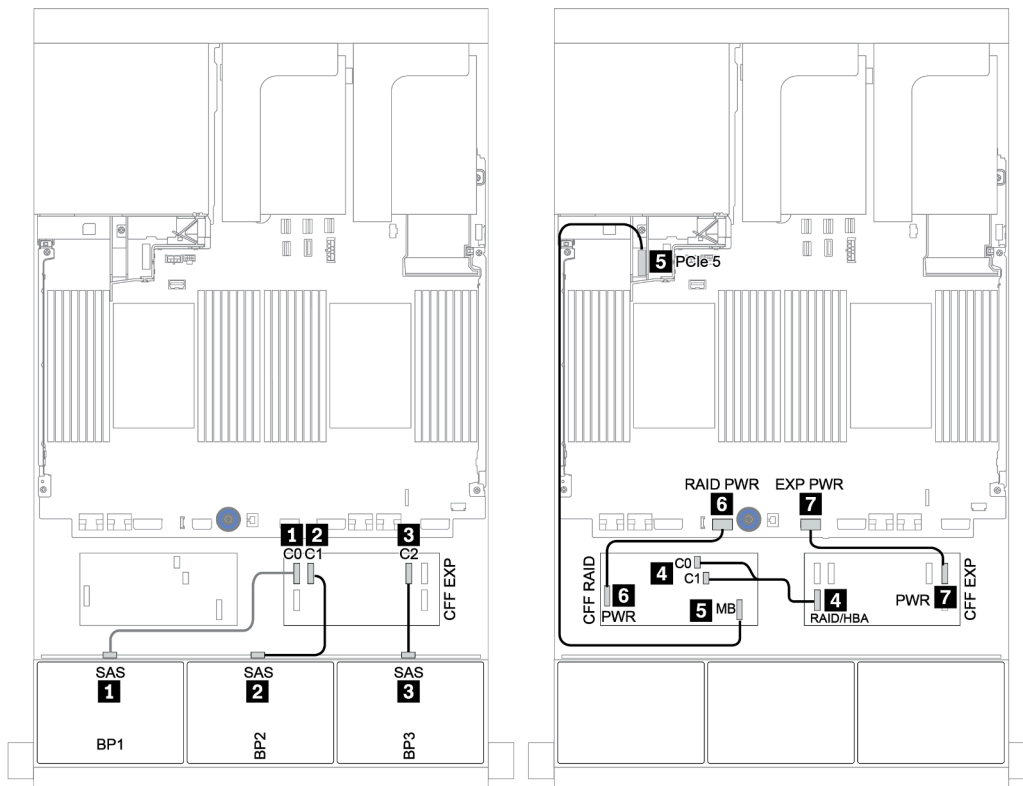 1 2 3
C0 C1 C2
CFF EXP
SAS SAS SAS
1 2 3
BP1 BP2 BP3
5 PCIe 5
RAID PWR EXP PWR
6 7
CFF RAID
C0
4
C1
6
PWR
5 MB
4
RAID/HBA
PWR 7
CFF EXP